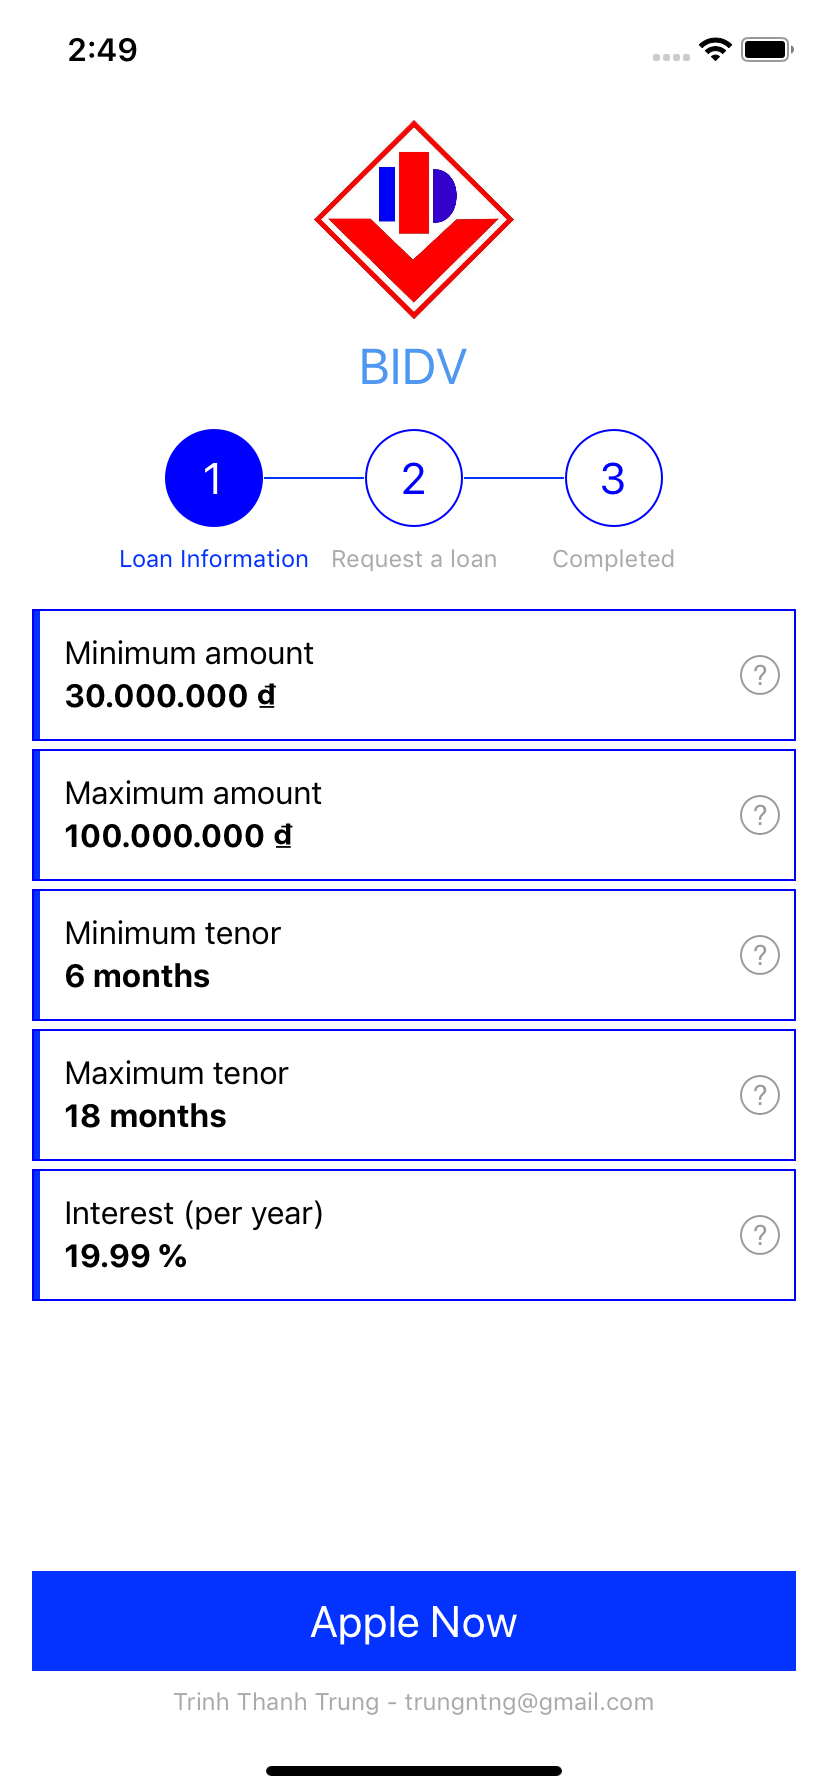 2:49
BIDV
1
2
3
Loan Information
Request a loan
Completed
Minimum amount
30.000.000 ₫
?
Maximum amount
100.000.000 ₫
?
Minimum tenor
6 months
?
Maximum tenor
18 months
?
Interest (per year)
19.99 %
?
Apple Now
Trinh Thanh Trung - trungntng@gmail.com